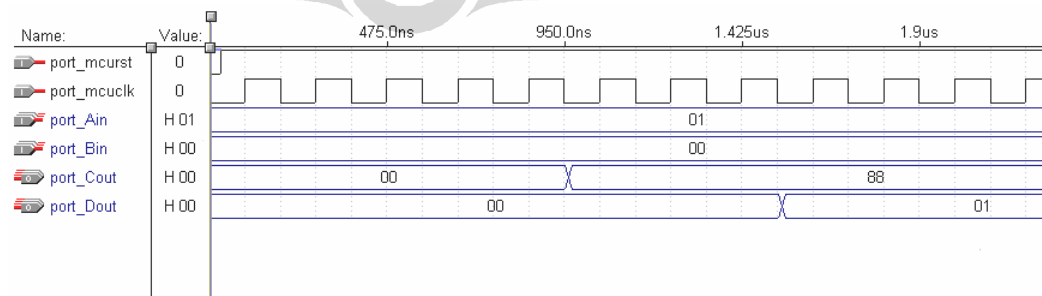 Name: Value: 475.0ns 950.0ns 1.425us 1.9us
port_mcurst 0
port_mcuclk 0
port_Ain H 01 01
port_Bin H 00 00
port_Cout H 00 00 88
port_Dout H 00 00 01